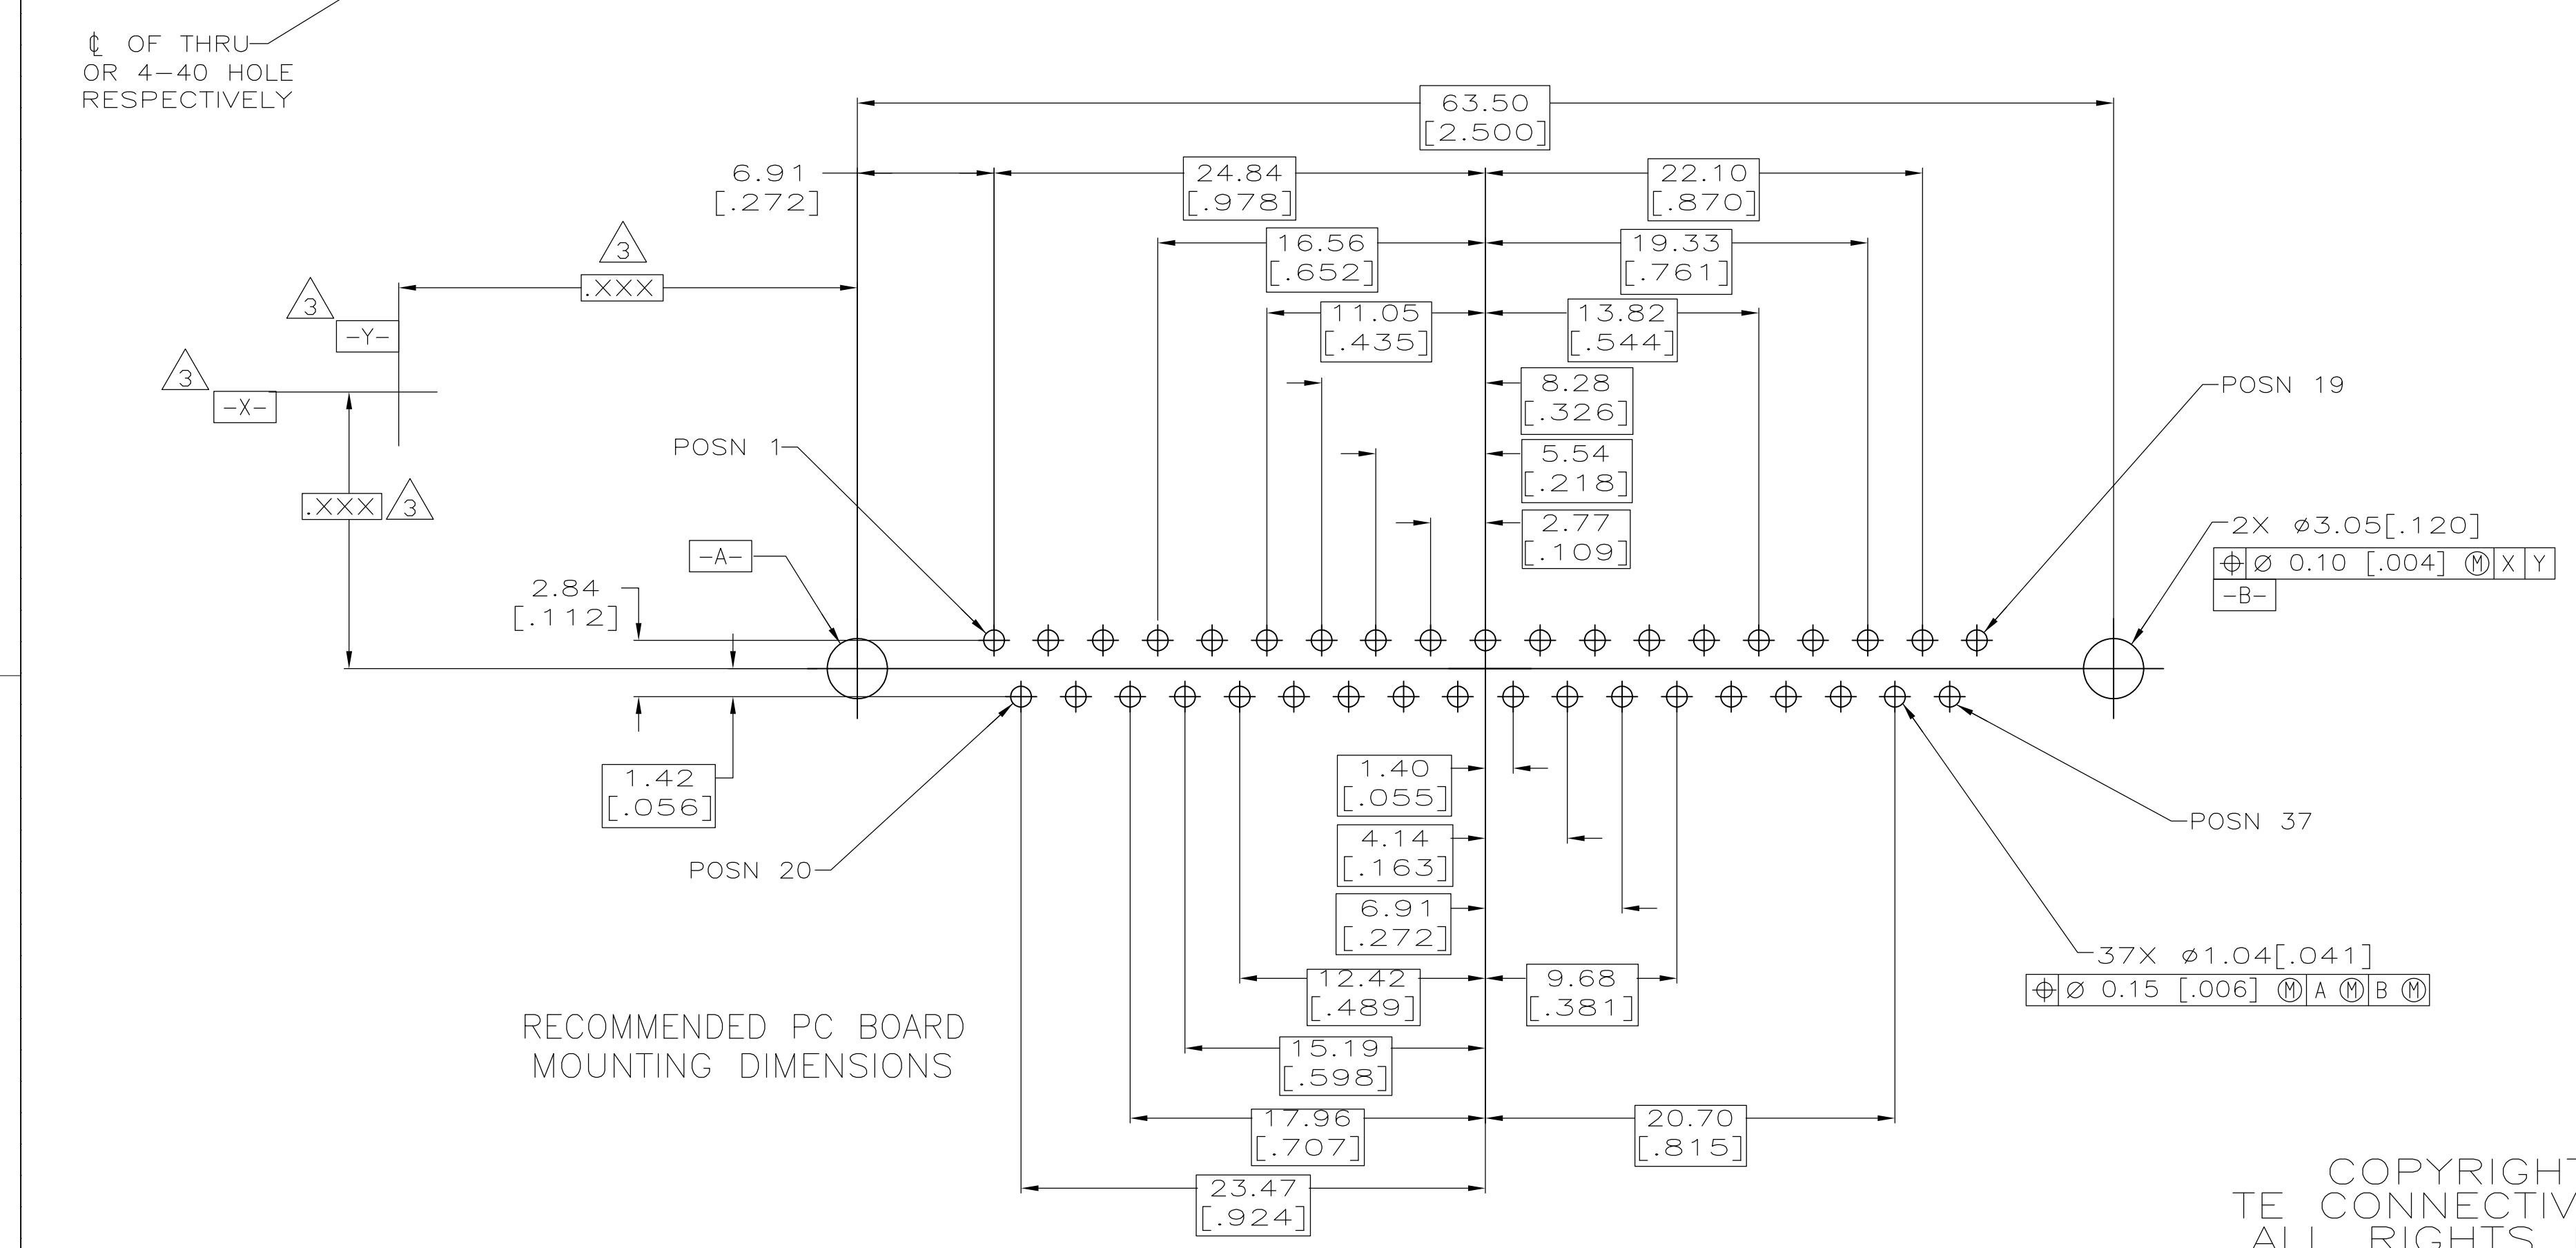 ℄ OF THRU
OR 4-40 HOLE
RESPECTIVELY
63.50
[2.500]
6.91
[.272]
24.84
[.978]
22.10
[.870]
16.56
[.652]
19.33
[.761]
3
.XXX
11.05
[.435]
13.82
[.544]
3
-Y-
8.28
[.326]
3
-X-
POSN 19
POSN 1
5.54
[.218]
.XXX 3
2.77
[.109]
-A-
2X ⌀3.05[.120]
⌖ ⌀ 0.10 [.004] Ⓜ X Y
-B-
2.84
[.112]
1.42
[.056]
1.40
[.055]
POSN 37
4.14
[.163]
POSN 20
6.91
[.272]
37X ⌀1.04[.041]
⌖ ⌀ 0.15 [.006] Ⓜ A Ⓜ B Ⓜ
12.42
[.489]
9.68
[.381]
RECOMMENDED PC BOARD
MOUNTING DIMENSIONS
15.19
[.598]
17.96
[.707]
20.70
[.815]
23.47
[.924]
COPYRIGHT
TE CONNECTIV
ALL RIGHTS